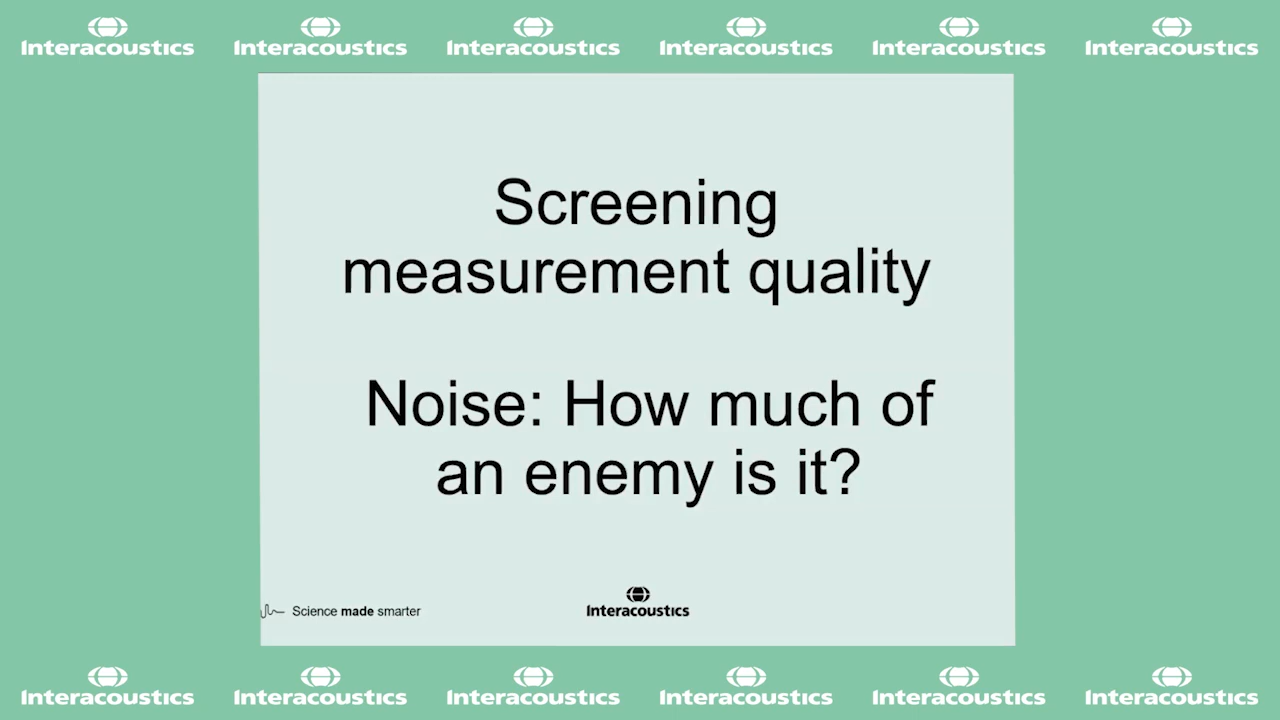 Interacoustics Interacoustics Interacoustics Interacoustics Interacoustics Interacoustics
Screening
measurement quality
Noise: How much of
an enemy is it?
Science made smarter
Interacoustics
Interacoustics Interacoustics Interacoustics Interacoustics Interacoustics Interacoustics